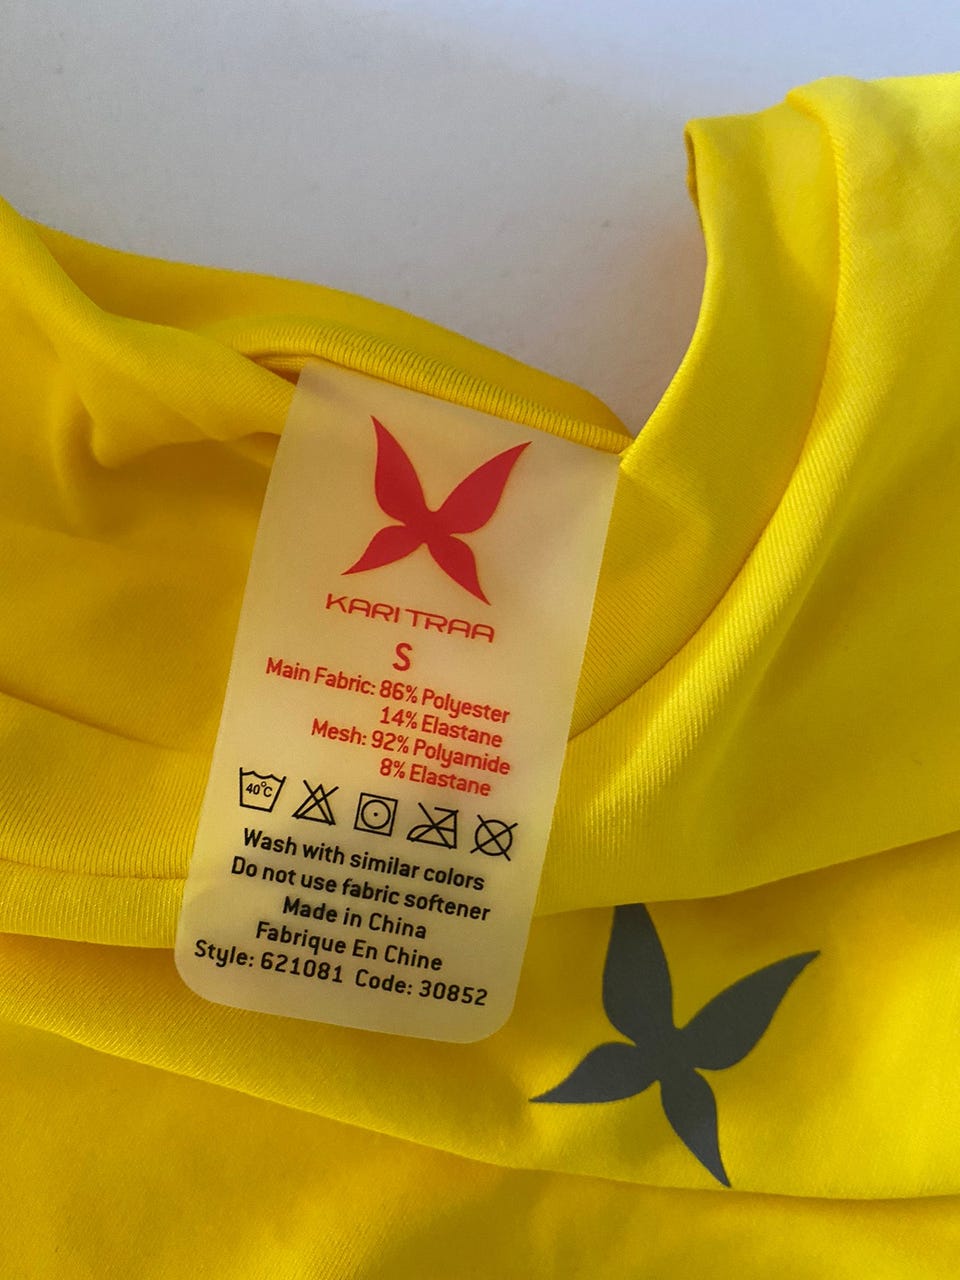 KARI TRAA
S
Main Fabric: 86% Polyester
14% Elastane
Mesh: 92% Polyamide
8% Elastane
40°C
Wash with similar colors
Do not use fabric softener
Made in China
Fabrique En Chine
Style: 621081 Code: 30852